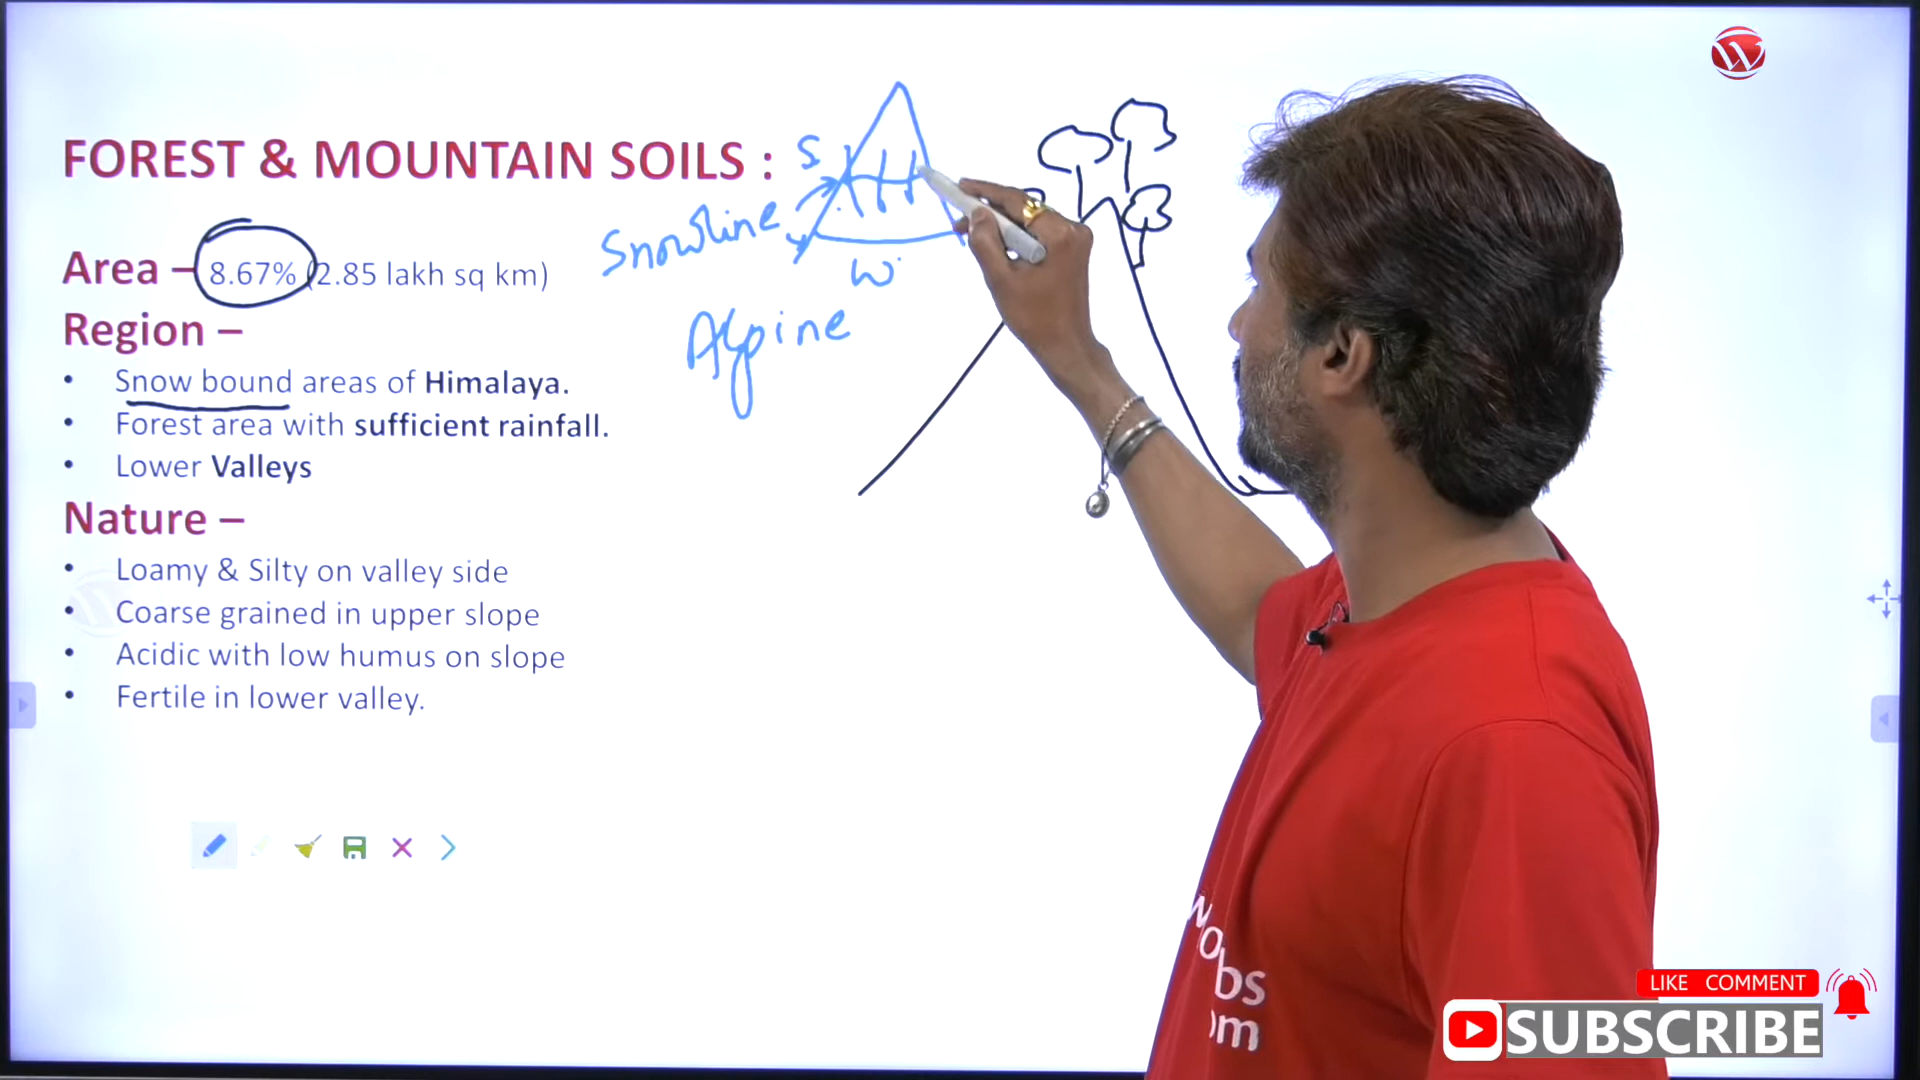 FOREST & MOUNTAIN SOILS :
Area – 8.67% (2.85 lakh sq km)
Region –
• Snow bound areas of Himalaya.
• Forest area with sufficient rainfall.
• Lower Valleys
Nature –
• Loamy & Silty on valley side
• Coarse grained in upper slope
• Acidic with low humus on slope
• Fertile in lower valley.
S
Snowline
W
Alpine
W
LIKE COMMENT
SUBSCRIBE